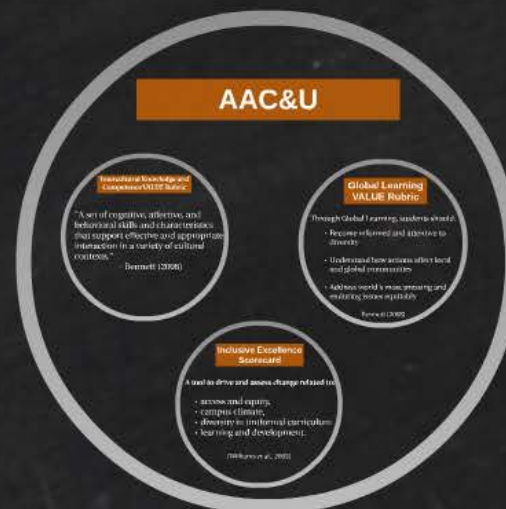 AAC&U
Intercultural Knowledge and
Competence VALUE Rubric
"A set of cognitive, affective, and
behavioral skills and characteristics
that support effective and appropriate
interaction in a variety of cultural
contexts."
- Bennett
Global Learning
VALUE Rubric
Through Global Learning, students should:
• Become informed and attentive to
diversity
• Understand how actions affect local
and global communities
• Address world's most pressing and
enduring issues equitably
Bennett
Inclusive Excellence
Scorecard
A tool to drive and assess change related to:
• access and equity,
• campus climate,
• diversity in curriculum
• learning and development.
(Williams et al.,